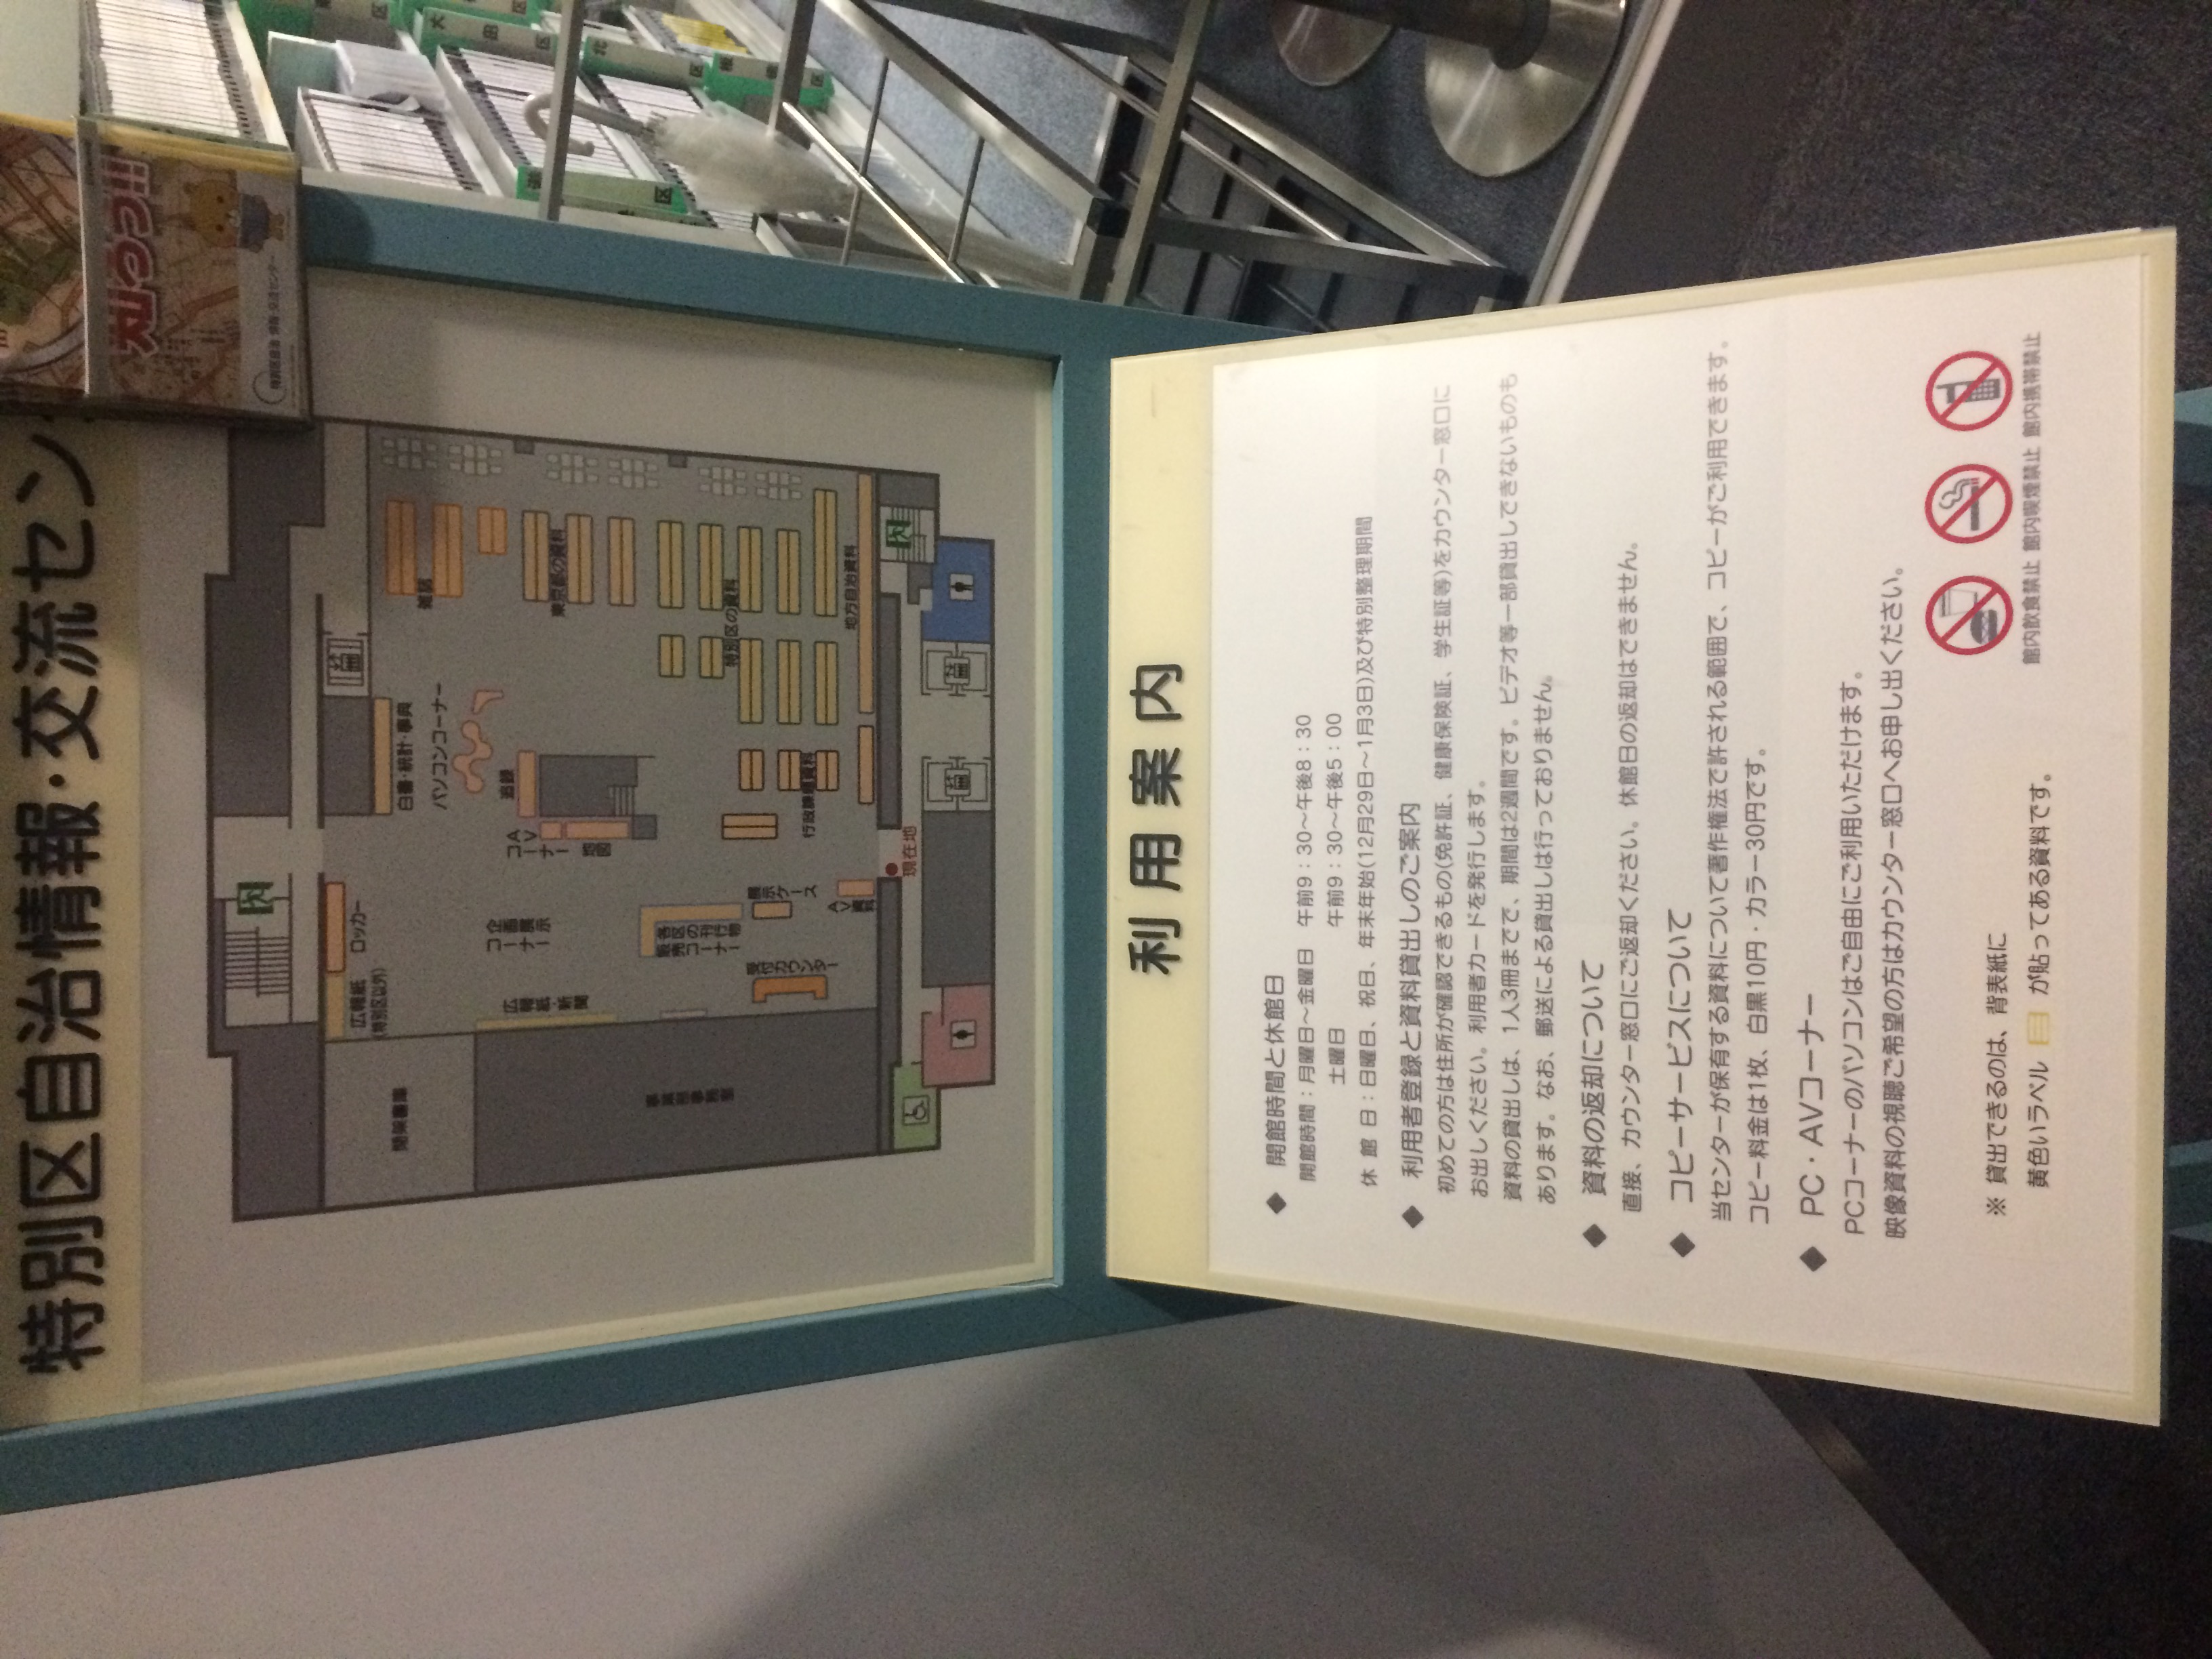 特別区自治情報・交流セン
閉架書庫
事務局事務室
広報紙
(特別区以外)
ロッカー
広報紙・新聞
受付カウンター
各区の刊行物
販売コーナー
企画展示
コーナー
展示ケース
AV資料
現在地
AV
コーナー
白書・統計・事典
パソコンコーナー
特別区の資料
地方自治資料
東京都の資料
雑誌
利用案内
◆ 開館時間と休館日
開館時間：月曜日〜金曜日 午前9：30〜午後8：30
土曜日 午前9：30〜午後5：00
休館日：日曜日、祝日、年末年始(12月29日〜1月3日)及び特別整理期間
◆ 利用者登録と資料貸出しのご案内
初めての方は住所が確認できるもの(免許証、健康保険証、学生証等)をカウンター窓口に
お出しください。利用者カードを発行します。
資料の貸出しは、1人3冊までで、期間は2週間です。ビデオ等一部貸出しできないものも
あります。なお、郵送による貸出しは行っておりません。
◆ 資料の返却について
直接、カウンター窓口にご返却ください。休館日の返却はできません。
◆ コピーサービスについて
当センターが保有する資料について著作権法で許される範囲で、コピーがご利用できます。
コピー料金は1枚、白黒10円・カラー30円です。
◆ PC・AVコーナー
PCコーナーのパソコンはご自由にご利用いただけます。
映像資料の視聴ご希望の方はカウンター窓口へお申し出ください。
※ 貸出できるのは、背表紙に
黄色いラベル が貼ってある資料です。
館内飲食禁止 館内喫煙禁止 館内携帯禁止